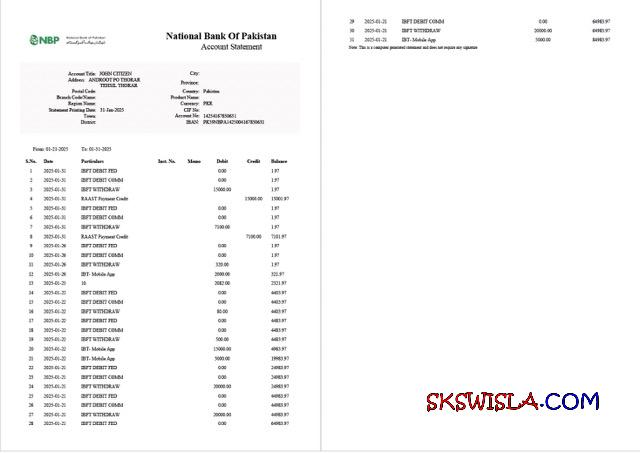 NBP National Bank of Pakistan
National Bank Of Pakistan
Account Statement
Account Title: JOHN CITIZEN City:
Address: ANDROOT PO THORAR Province:
TEHSIL THORAR
Postal Code: Country: Pakistan
Branch Code/Name: Product Name:
Region Name: Currency: PKR
Statement Printing Date: 31-Jan-2025 CIF No:
Town: Account No: 14254167850631
District: IBAN:
From: 01-21-2025 To: 01-31-2025
S.No. Date Particulars Inst. No. Memo Debit Credit Balance
1 2025-01-31 IBFT DEBIT FED 0.00 1.97
2 2025-01-31 IBFT DEBIT COMM 0.00 1.97
3 2025-01-31 IBFT WITHDRAW 15000.00 1.97
4 2025-01-31 RAAST Payment Credit 15000.00 15001.97
5 2025-01-31 IBFT DEBIT FED 0.00 1.97
6 2025-01-31 IBFT DEBIT COMM 0.00 1.97
7 2025-01-31 IBFT WITHDRAW 7100.00 1.97
8 2025-01-31 RAAST Payment Credit 7100.00 7101.97
9 2025-01-26 IBFT DEBIT FED 0.00 1.97
10 2025-01-26 IBFT DEBIT COMM 0.00 1.97
11 2025-01-26 IBFT WITHDRAW 320.00 1.97
12 2025-01-26 IBT- Mobile App 2000.00 321.97
13 2025-01-23 10 2082.00 2321.97
14 2025-01-22 IBFT DEBIT FED 0.00 4403.97
15 2025-01-22 IBFT DEBIT COMM 0.00 4403.97
16 2025-01-22 IBFT WITHDRAW 80.00 4403.97
17 2025-01-22 IBFT DEBIT FED 0.00 4483.97
18 2025-01-22 IBFT DEBIT COMM 0.00 4483.97
19 2025-01-22 IBFT WITHDRAW 500.00 4483.97
20 2025-01-22 IBT- Mobile App 15000.00 4983.97
21 2025-01-22 IBT- Mobile App 5000.00 19983.97
22 2025-01-21 IBFT DEBIT FED 0.00 24983.97
23 2025-01-21 IBFT DEBIT COMM 0.00 24983.97
24 2025-01-21 IBFT WITHDRAW 20000.00 24983.97
25 2025-01-21 IBFT DEBIT FED 0.00 44983.97
26 2025-01-21 IBFT DEBIT COMM 0.00 44983.97
27 2025-01-21 IBFT WITHDRAW 20000.00 44983.97
28 2025-01-21 IBFT DEBIT FED 0.00 64983.97
29 2025-01-21 IBFT DEBIT COMM 0.00 64983.97
30 2025-01-21 IBFT WITHDRAW 20000.00 64983.97
31 2025-01-21 IBT- Mobile App 5000.00 84983.97
Note: This is a computer generated statement and does not require any signature
SKSWISLA.COM